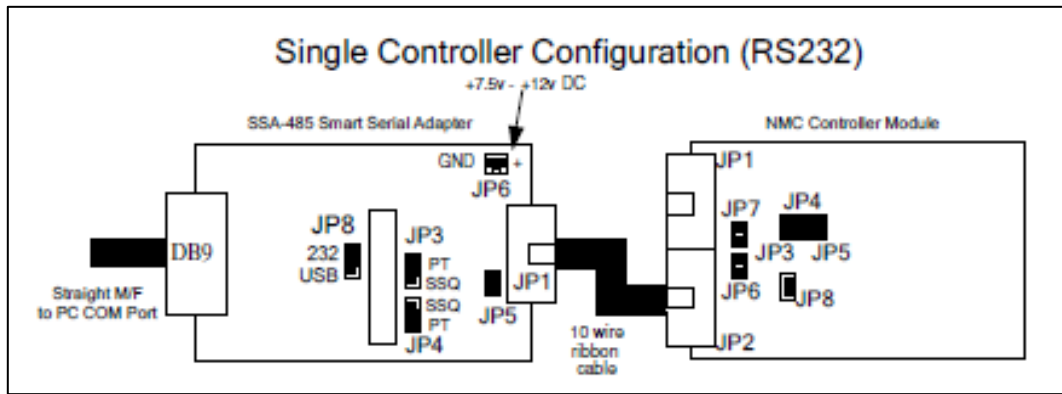 Single Controller Configuration (RS232)
+7.5v - +12v DC
SSA-485 Smart Serial Adapter
NMC Controller Module
GND
+
JP6
JP1
JP8
JP3
JP7
JP4
232
USB
DB9
PT
SSQ
JP3
JP5
SSQ
PT
JP1
JP5
JP6
JP8
JP4
JP2
Straight M/F
to PC COM Port
10 wire
ribbon
cable